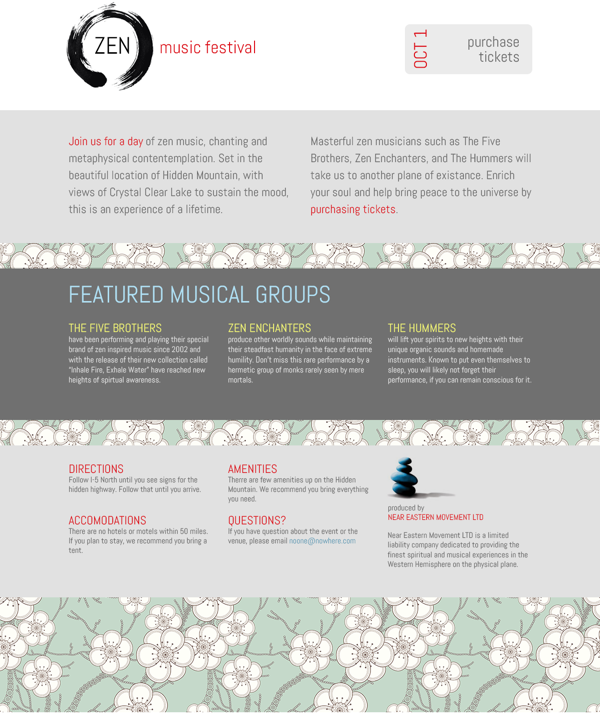 ZEN music festival
OCT 1
purchase
tickets
Join us for a day of zen music, chanting and
metaphysical contentemplation. Set in the
beautiful location of Hidden Mountain, with
views of Crystal Clear Lake to sustain the mood,
this is an experience of a lifetime.
Masterful zen musicians such as The Five
Brothers, Zen Enchanters, and The Hummers will
take us to another plane of existance. Enrich
your soul and help bring peace to the universe by
purchasing tickets.
FEATURED MUSICAL GROUPS
THE FIVE BROTHERS
have been performing and playing their special
brand of zen inspired music since 2002 and
with the release of their new collection called
"Inhale Fire, Exhale Water" have reached new
heights of spirtual awareness.
ZEN ENCHANTERS
produce other worldly sounds while maintaining
their steadfast humanity in the face of extreme
humility. Don't miss this rare performance by a
hermetic group of monks rarely seen by mere
mortals.
THE HUMMERS
will lift your spirits to new heights with their
unique organic sounds and homemade
instruments. Known to put even themselves to
sleep, you will likely not forget their
performance, if you can remain conscious for it.
DIRECTIONS
Follow I-5 North until you see signs for the
hidden highway. Follow that until you arrive.
ACCOMODATIONS
There are no hotels or motels within 50 miles.
If you plan to stay, we recommend you bring a
tent.
AMENITIES
Therre are few amenities up on the Hidden
Mountain. We recommend you bring everything
you need.
QUESTIONS?
If you have question about the event or the
venue, please email noone@nowhere.com
produced by
NEAR EASTERN MOVEMENT LTD
Near Eastern Movement LTD is a limited
liability company dedicated to providing the
finest spiritual and musical experiences in the
Western Hemisphere on the physical plane.